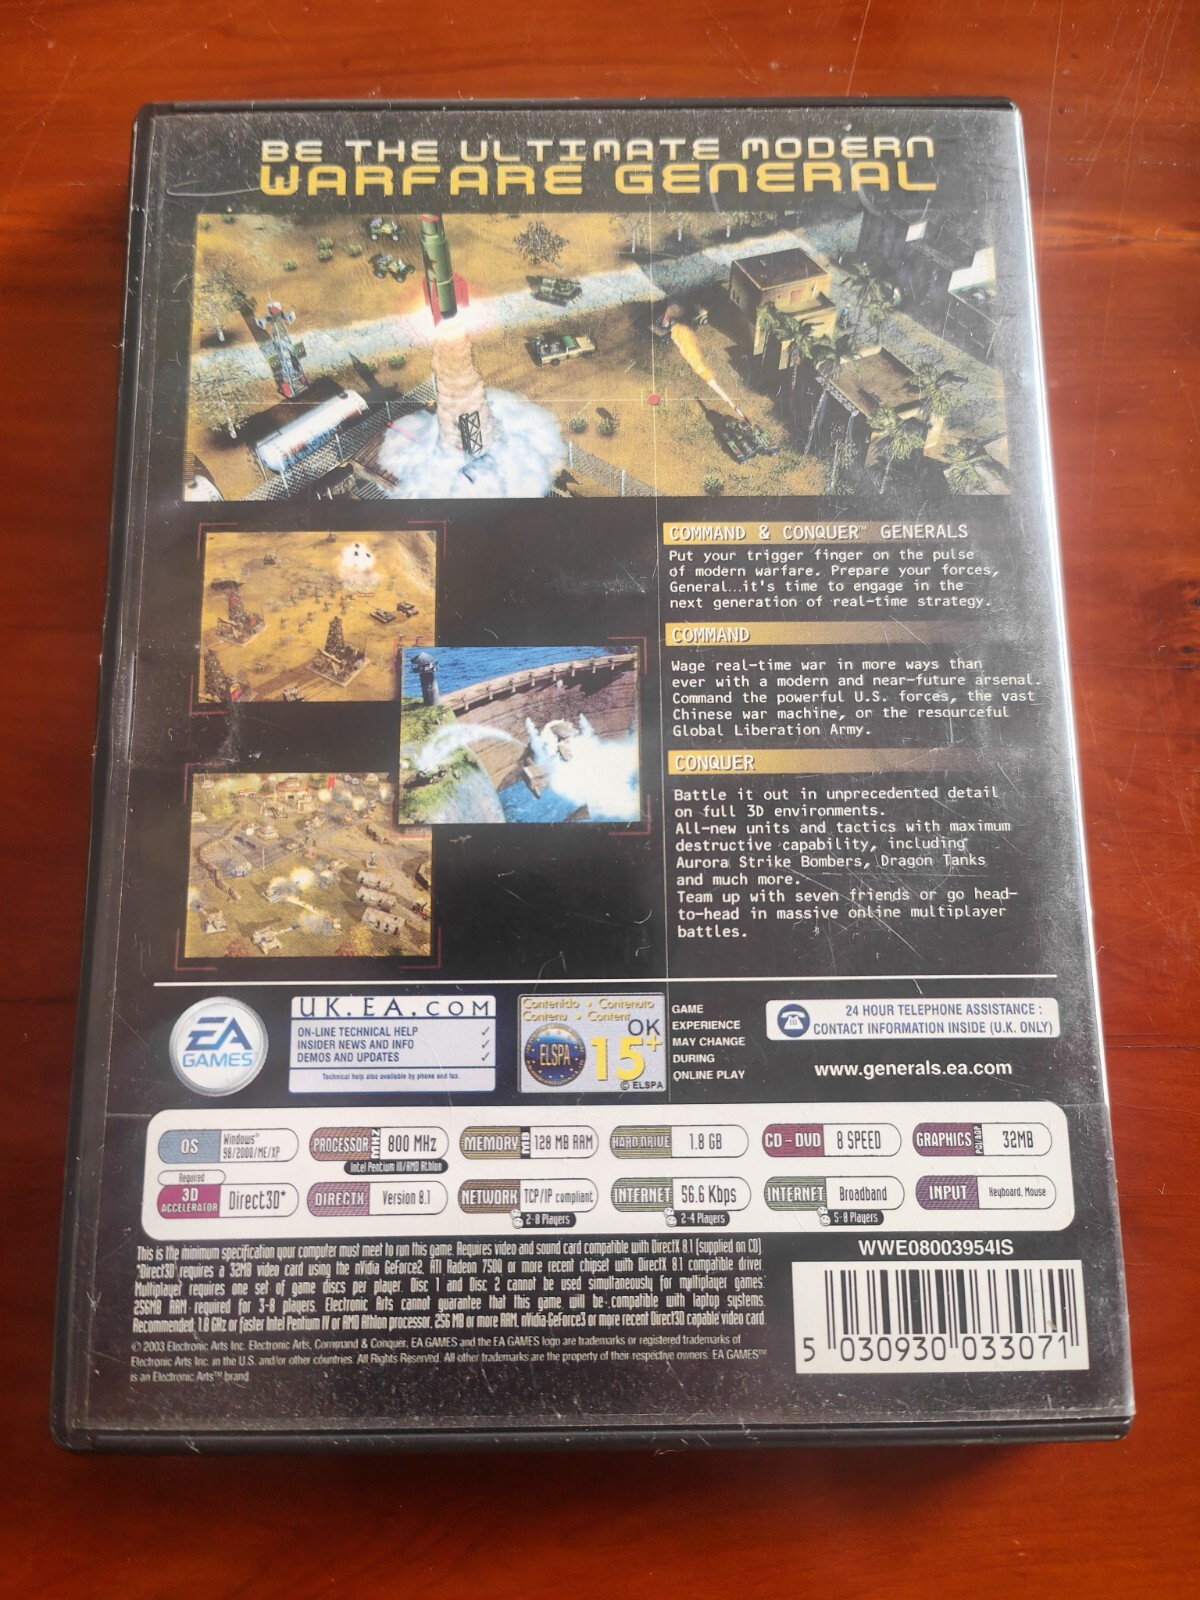 BE THE ULTIMATE MODERN
WARFARE GENERAL
COMMAND & CONQUER™ GENERALS
Put your trigger finger on the pulse
of modern warfare. Prepare your forces,
General...it's time to engage in the
next generation of real-time strategy.
COMMAND
Wage real-time war in more ways than
ever with a modern and near-future arsenal.
Command the powerful U.S. forces, the vast
Chinese war machine, or the resourceful
Global Liberation Army.
CONQUER
Battle it out in unprecedented detail
on full 3D environments.
All-new units and tactics with maximum
destructive capability, including
Aurora Strike Bombers, Dragon Tanks
and much more.
Team up with seven friends or go head-
to-head in massive online multiplayer
battles.
EA
GAMES™
UK.EA.COM
ON-LINE TECHNICAL HELP ✓
INSIDER NEWS AND INFO ✓
DEMOS AND UPDATES ✓
Technical help also available by phone and fax.
Contenido • Contenuto
Contenu • Content
ELSPA
OK
15+
© ELSPA
GAME
EXPERIENCE
MAY CHANGE
DURING
ONLINE PLAY
24 HOUR TELEPHONE ASSISTANCE :
CONTACT INFORMATION INSIDE (U.K. ONLY)
www.generals.ea.com
OS Windows® 98/2000/ME/XP
PROCESSOR MHZ 800 MHz
Intel Pentium III/AMD Athlon
MEMORY MB 128 MB RAM
HARD DRIVE 1.8 GB
CD-DVD 8 SPEED
GRAPHICS PCI/AGP 32MB
Required
3D ACCELERATOR Direct3D*
DIRECTX Version 8.1
NETWORK TCP/IP compliant
2-8 Players
INTERNET 56.6 Kbps
2-4 Players
INTERNET Broadband
5-8 Players
INPUT Keyboard, Mouse
This is the minimum specification your computer must meet to run this game. Requires video and sound card compatible with DirectX 8.1 (supplied on CD).
*Direct3D requires a 32MB video card using the nVidia GeForce2, ATI Radeon 7500 or more recent chipset with DirectX 8.1 compatible driver.
Multiplayer requires one set of game discs per player. Disc 1 and Disc 2 cannot be used simultaneously for multiplayer games.
256MB RAM required for 3-8 players. Electronic Arts cannot guarantee that this game will be compatible with laptop systems.
Recommended: 1.8 GHz or faster Intel Pentium IV or AMD Athlon processor, 256 MB or more RAM, nVidia GeForce3 or more recent Direct3D capable video card.
© 2003 Electronic Arts Inc. Electronic Arts, Command & Conquer, EA GAMES and the EA GAMES logo are trademarks or registered trademarks of
Electronic Arts Inc. in the U.S. and/or other countries. All Rights Reserved. All other trademarks are the property of their respective owners. EA GAMES™
is an Electronic Arts™ brand.
WWE08003954IS
5 030930 033071